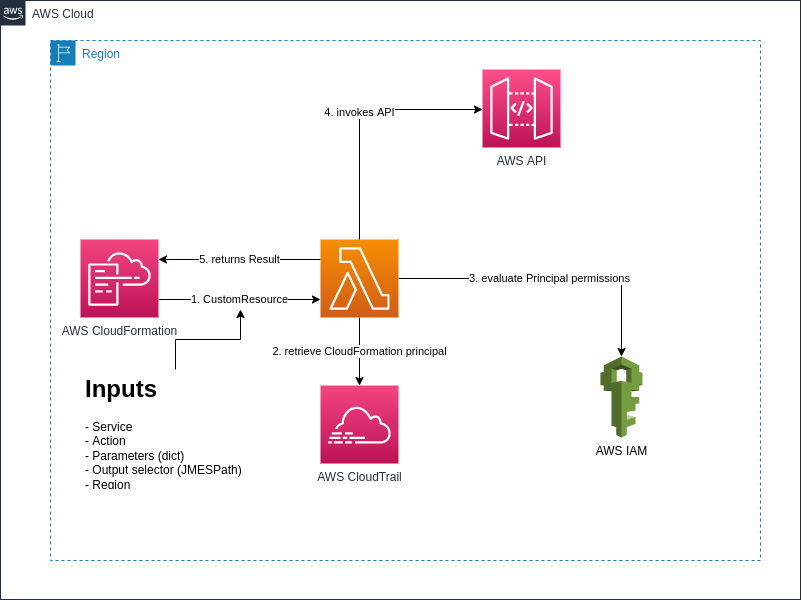 aws
AWS Cloud
Region
4. invokes API
AWS API
5. returns Result
1. CustomResource
3. evaluate Principal permissions
AWS CloudFormation
2. retrieve CloudFormation principal
Inputs
- Service
- Action
- Parameters (dict)
- Output selector (JMESPath)
- Region
AWS CloudTrail
AWS IAM